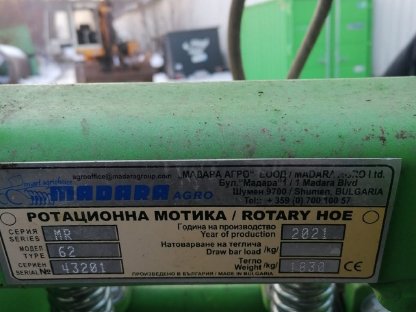 agrooffice@madaragroup.com
MADARA AGRO
"МАДАРА АГРО" ЕООД / MADARA AGRO Ltd.
Бул. "Мадара" 1 / 1 Madara Blvd
Шумен 9700 / Shumen, BULGARIA
Tel.: + 359 (0) 700 100 57
РОТАЦИОННА МОТИКА / ROTARY HOE
СЕРИЯ SERIES MR
МОДЕЛ TYPE 62
СЕРИЕН SERIAL № 43201
Година на производство
Year of production 2021
Натоварване на теглича
Draw bar load /kg/
Тегло
Weight /kg/ 1830 CE
ПРОИЗВЕДЕНО В БЪЛГАРИЯ / MADE IN BULGARIA